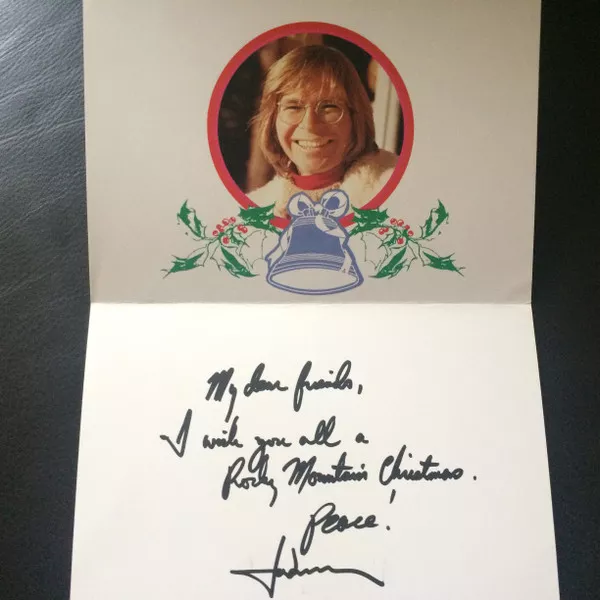 My dear friends,
I wish you all a
Rocky Mountain Christmas.
Peace!